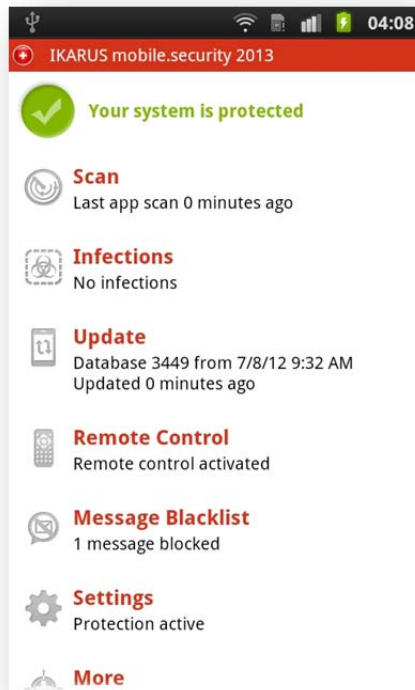 04:08
IKARUS mobile.security 2013
Your system is protected
Scan
Last app scan 0 minutes ago
Infections
No infections
Update
Database 3449 from 7/8/12 9:32 AM
Updated 0 minutes ago
Remote Control
Remote control activated
Message Blacklist
1 message blocked
Settings
Protection active
More